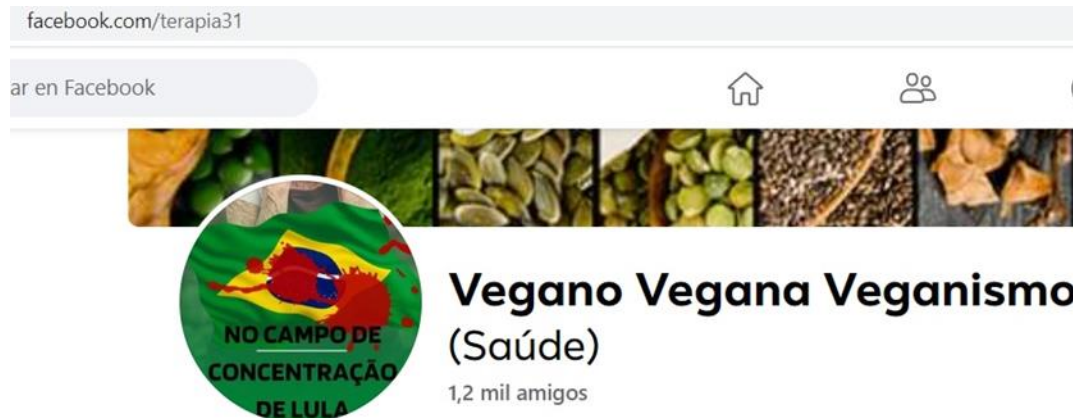 facebook.com/terapia31
ar en Facebook
NO CAMPO DE
CONCENTRAÇÃO
DE LULA
Vegano Vegana Veganismo
(Saúde)
1,2 mil amigos